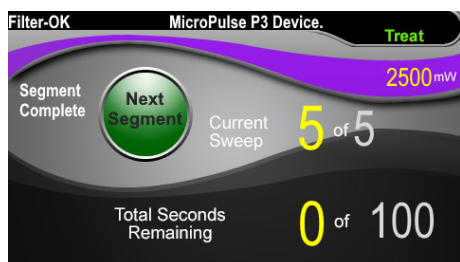 Filter-OK MicroPulse P3 Device.
Treat
2500mW
Segment
Complete
Next
Segment
Current
Sweep
5 of 5
Total Seconds
Remaining
0 of 100